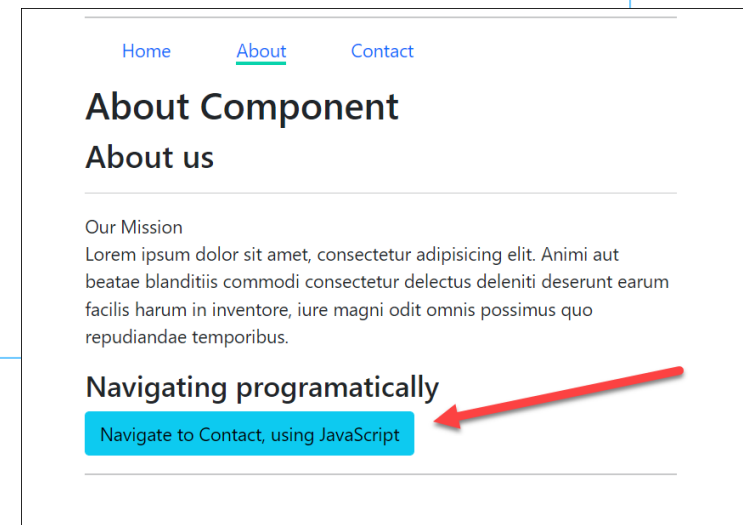 Home About Contact
About Component
About us
Our Mission
Lorem ipsum dolor sit amet, consectetur adipisicing elit. Animi aut
beatae blanditiis commodi consectetur delectus deleniti deserunt earum
facilis harum in inventore, iure magni odit omnis possimus quo
repudiandae temporibus.
Navigating programatically
Navigate to Contact, using JavaScript